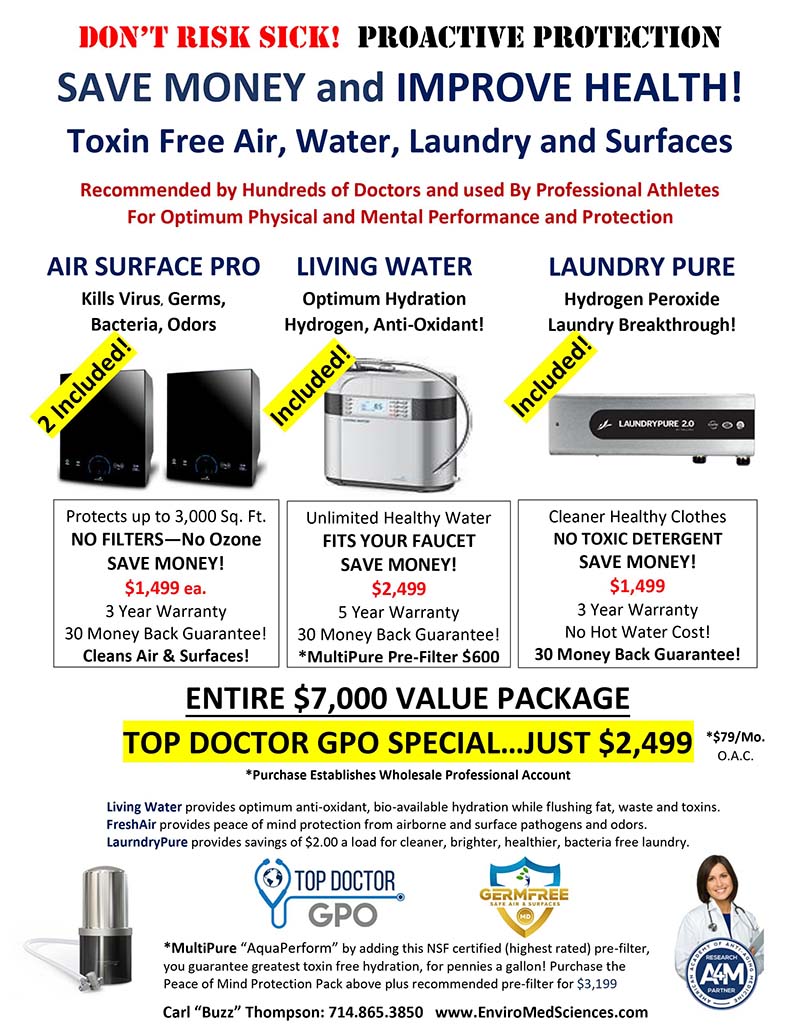 DON'T RISK SICK! PROACTIVE PROTECTION
SAVE MONEY and IMPROVE HEALTH!
Toxin Free Air, Water, Laundry and Surfaces
Recommended by Hundreds of Doctors and used By Professional Athletes
For Optimum Physical and Mental Performance and Protection
AIR SURFACE PRO
Kills Virus, Germs,
Bacteria, Odors
2 Included!
LIVING WATER
Optimum Hydration
Hydrogen, Anti-Oxidant!
Included!
LAUNDRY PURE
Hydrogen Peroxide
Laundry Breakthrough!
Included!
LAUNDRYPURE 2.0
Protects up to 3,000 Sq. Ft.
NO FILTERS—No Ozone
SAVE MONEY!
$1,499 ea.
3 Year Warranty
30 Money Back Guarantee!
Cleans Air & Surfaces!
Unlimited Healthy Water
FITS YOUR FAUCET
SAVE MONEY!
$2,499
5 Year Warranty
30 Money Back Guarantee!
*MultiPure Pre-Filter $600
Cleaner Healthy Clothes
NO TOXIC DETERGENT
SAVE MONEY!
$1,499
3 Year Warranty
No Hot Water Cost!
30 Money Back Guarantee!
ENTIRE $7,000 VALUE PACKAGE
TOP DOCTOR GPO SPECIAL...JUST $2,499
*$79/Mo.
O.A.C.
*Purchase Establishes Wholesale Professional Account
Living Water provides optimum anti-oxidant, bio-available hydration while flushing fat, waste and toxins.
FreshAir provides peace of mind protection from airborne and surface pathogens and odors.
LaurndryPure provides savings of $2.00 a load for cleaner, brighter, healthier, bacteria free laundry.
TOP DOCTOR
GPO
GERMFREE
SAFE AIR & SURFACES
MD
*MultiPure "AquaPerform" by adding this NSF certified (highest rated) pre-filter,
you guarantee greatest toxin free hydration, for pennies a gallon! Purchase the
Peace of Mind Protection Pack above plus recommended pre-filter for $3,199
AMERICAN ACADEMY OF ANTI-AGING MEDICINE
RESEARCH
A4M
PARTNER
Carl "Buzz" Thompson: 714.865.3850 www.EnviroMedSciences.com